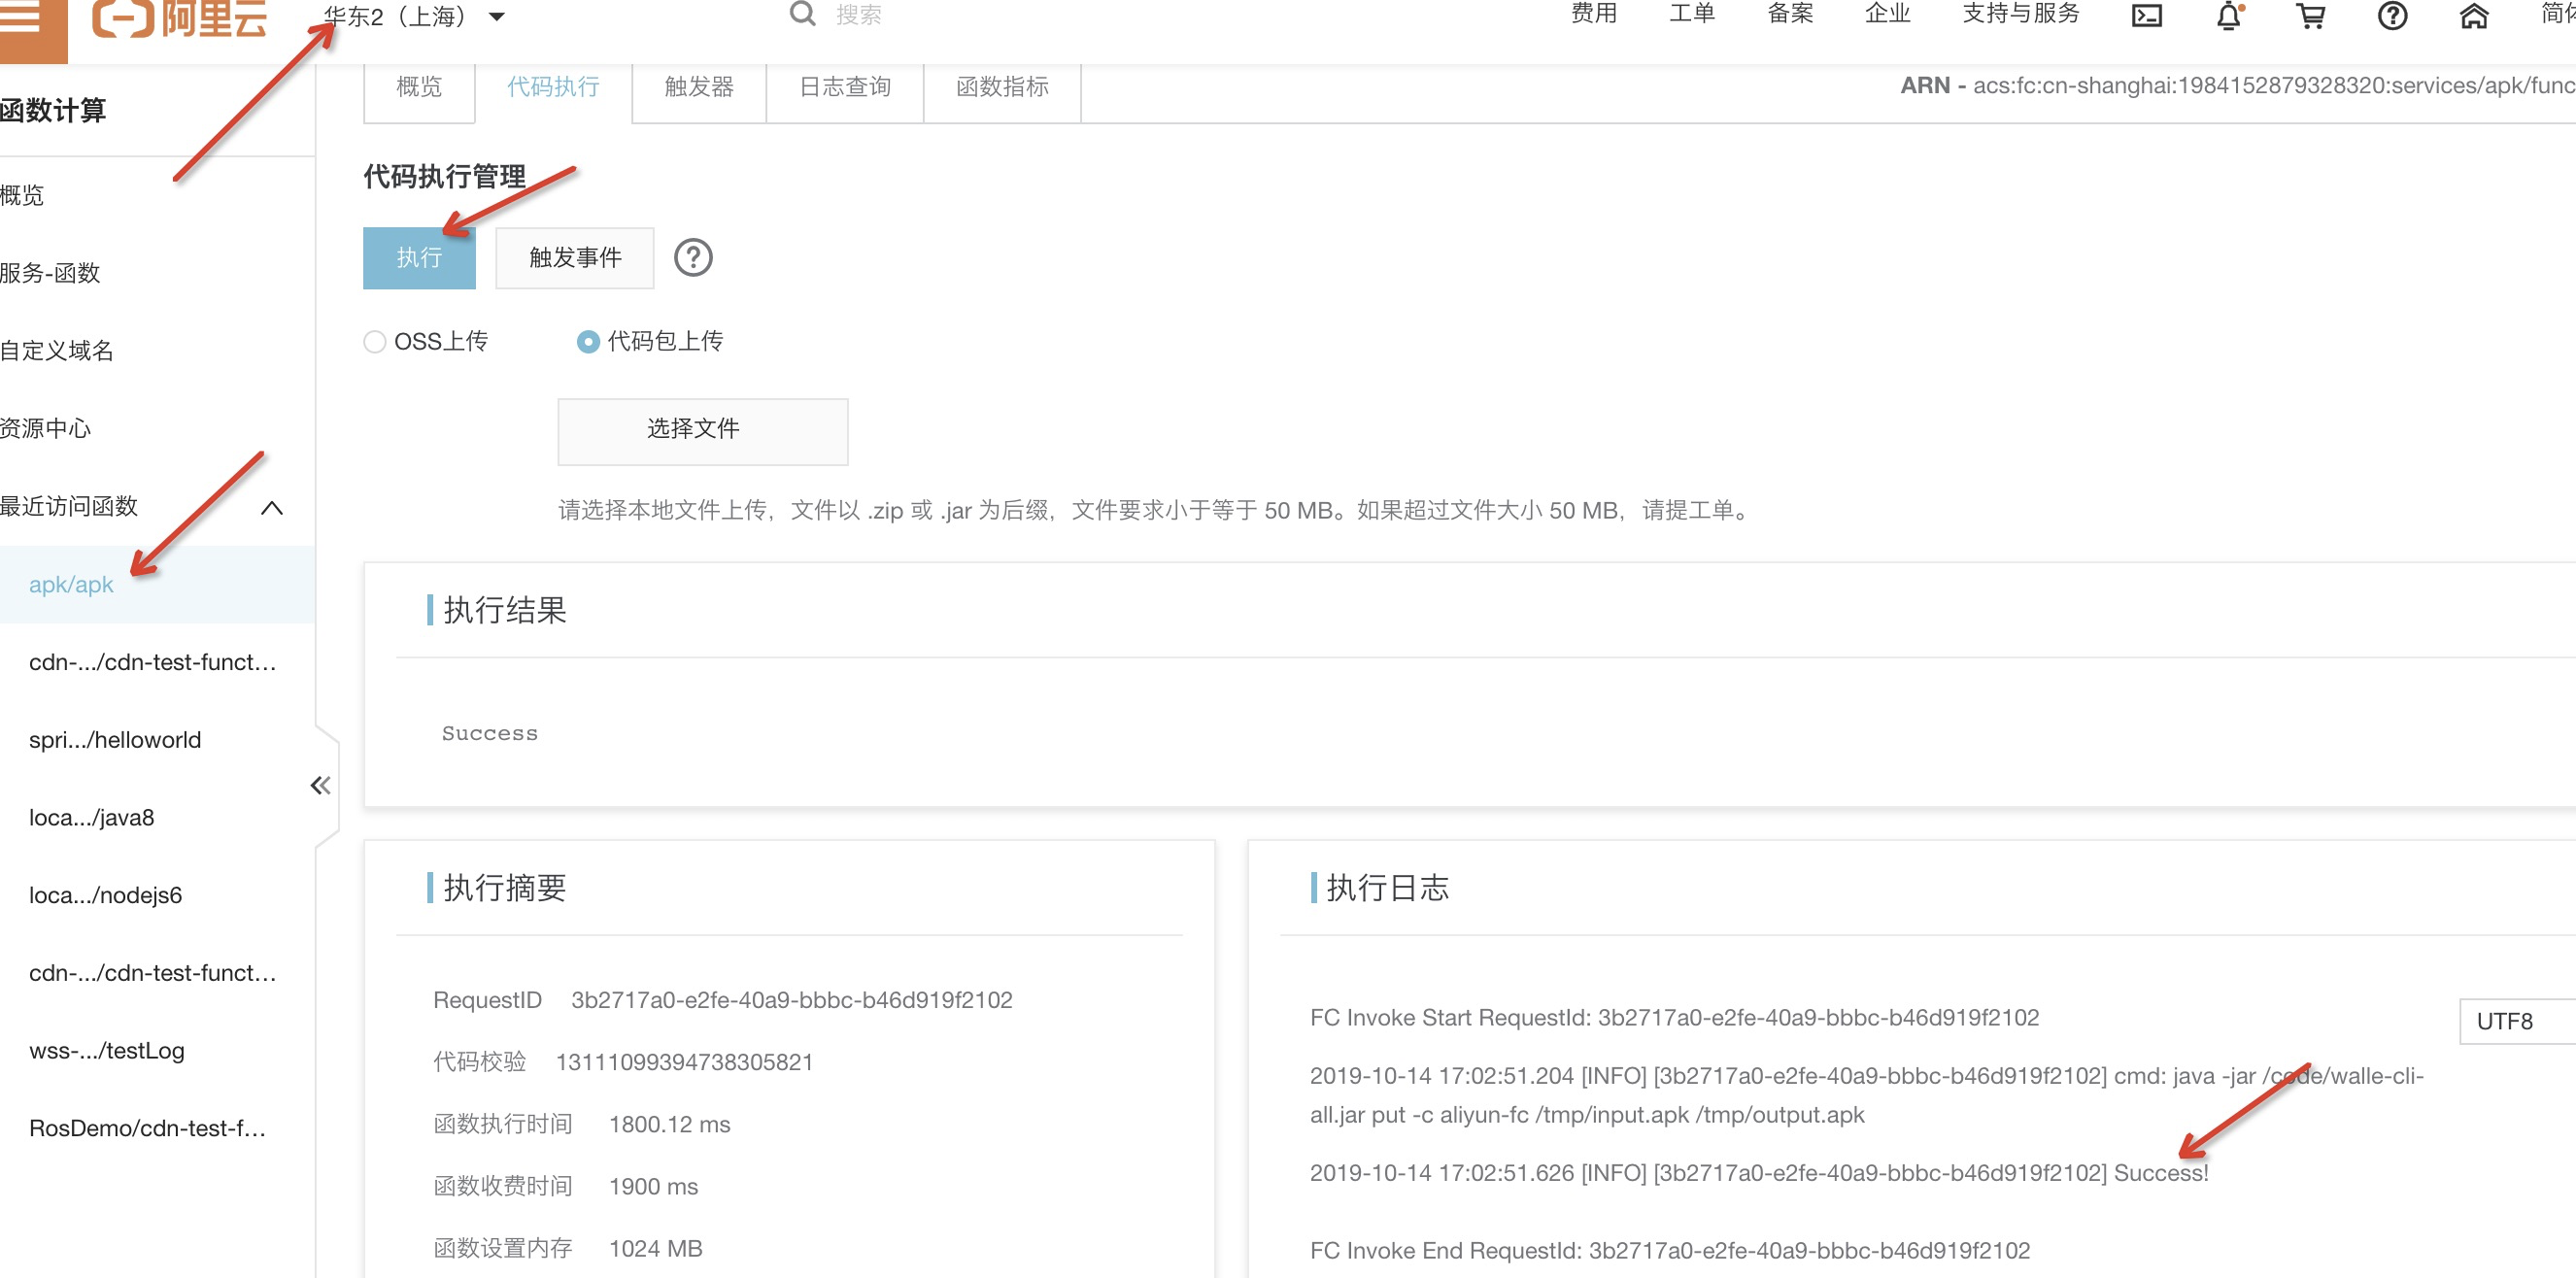 阿里云
华东2（上海）
搜索
费用
工单
备案
企业
支持与服务
函数计算
概览
服务-函数
自定义域名
资源中心
最近访问函数
apk/apk
cdn-.../cdn-test-funct...
spri.../helloworld
loca.../java8
loca.../nodejs6
cdn-.../cdn-test-funct...
wss-.../testLog
RosDemo/cdn-test-f...
概览
代码执行
触发器
日志查询
函数指标
ARN - acs:fc:cn-shanghai:1984152879328320:services/apk/func
代码执行管理
执行
触发事件
OSS上传
代码包上传
选择文件
请选择本地文件上传，文件以 .zip 或 .jar 为后缀，文件要求小于等于 50 MB。如果超过文件大小 50 MB，请提工单。
执行结果
Success
执行摘要
RequestID 3b2717a0-e2fe-40a9-bbbc-b46d919f2102
代码校验 13111099394738305821
函数执行时间 1800.12 ms
函数收费时间 1900 ms
函数设置内存 1024 MB
执行日志
UTF8
FC Invoke Start RequestId: 3b2717a0-e2fe-40a9-bbbc-b46d919f2102
2019-10-14 17:02:51.204 [INFO] [3b2717a0-e2fe-40a9-bbbc-b46d919f2102] cmd: java -jar /code/walle-cli-
all.jar put -c aliyun-fc /tmp/input.apk /tmp/output.apk
2019-10-14 17:02:51.626 [INFO] [3b2717a0-e2fe-40a9-bbbc-b46d919f2102] Success!
FC Invoke End RequestId: 3b2717a0-e2fe-40a9-bbbc-b46d919f2102